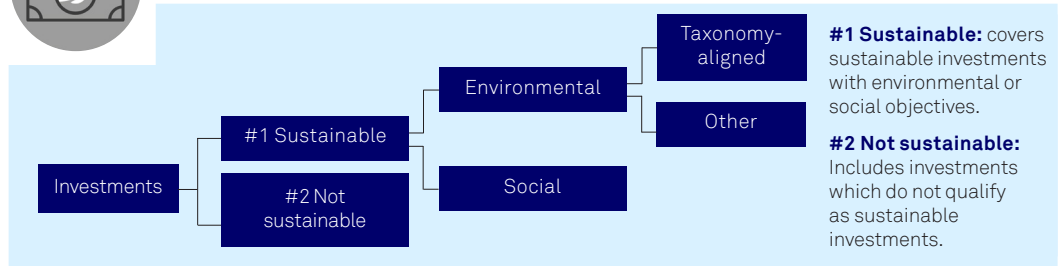 Taxonomy-
aligned
Environmental
Other
#1 Sustainable
Investments
#2 Not
sustainable
Social
#1 Sustainable: covers
sustainable investments
with environmental or
social objectives.
#2 Not sustainable:
Includes investments
which do not qualify
as sustainable
investments.